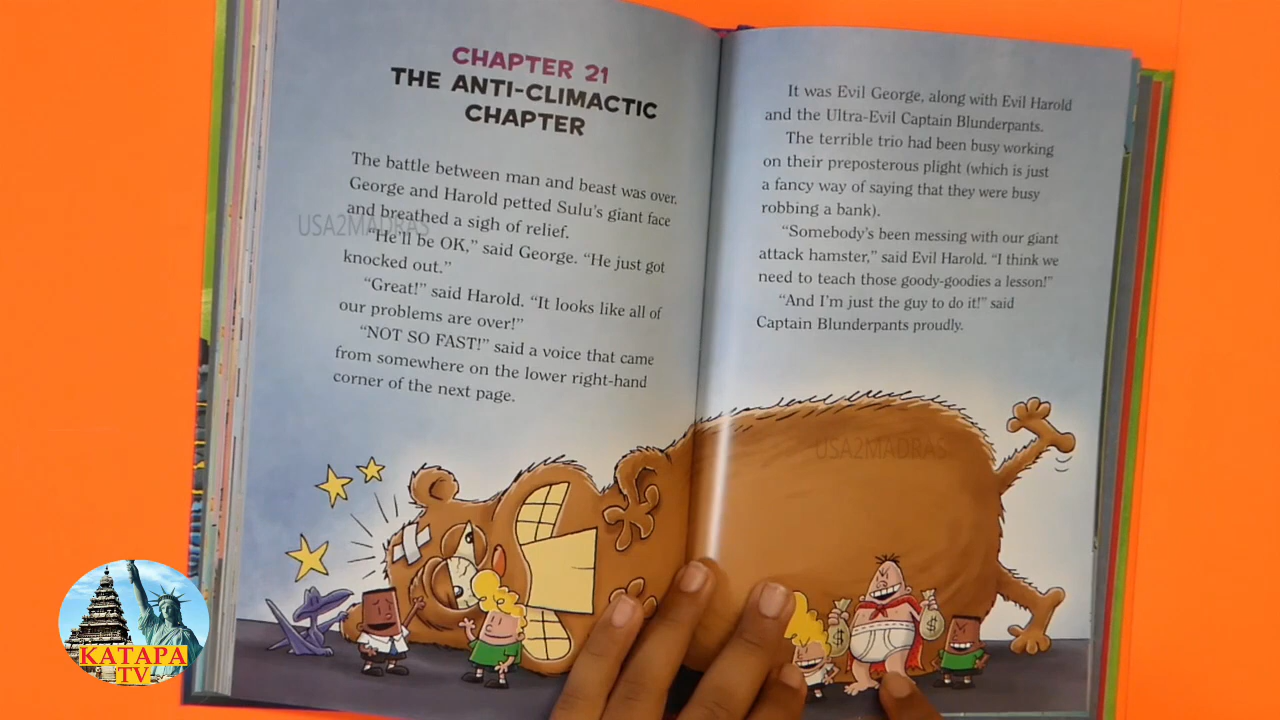 CHAPTER 21
THE ANTI-CLIMACTIC
CHAPTER
The battle between man and beast was over.
George and Harold petted Sulu's giant face
and breathed a sigh of relief.
"He'll be OK," said George. "He just got
knocked out."
"Great!" said Harold. "It looks like all of
our problems are over!"
"NOT SO FAST!" said a voice that came
from somewhere on the lower right-hand
corner of the next page.
It was Evil George, along with Evil Harold
and the Ultra-Evil Captain Blunderpants.
The terrible trio had been busy working
on their preposterous plight (which is just
a fancy way of saying that they were busy
robbing a bank).
"Somebody's been messing with our giant
attack hamster," said Evil Harold. "I think we
need to teach those goody-goodies a lesson!"
"And I'm just the guy to do it!" said
Captain Blunderpants proudly.
USA2MADRAS
USA2MADRAS
$
$
KATAPA
TV